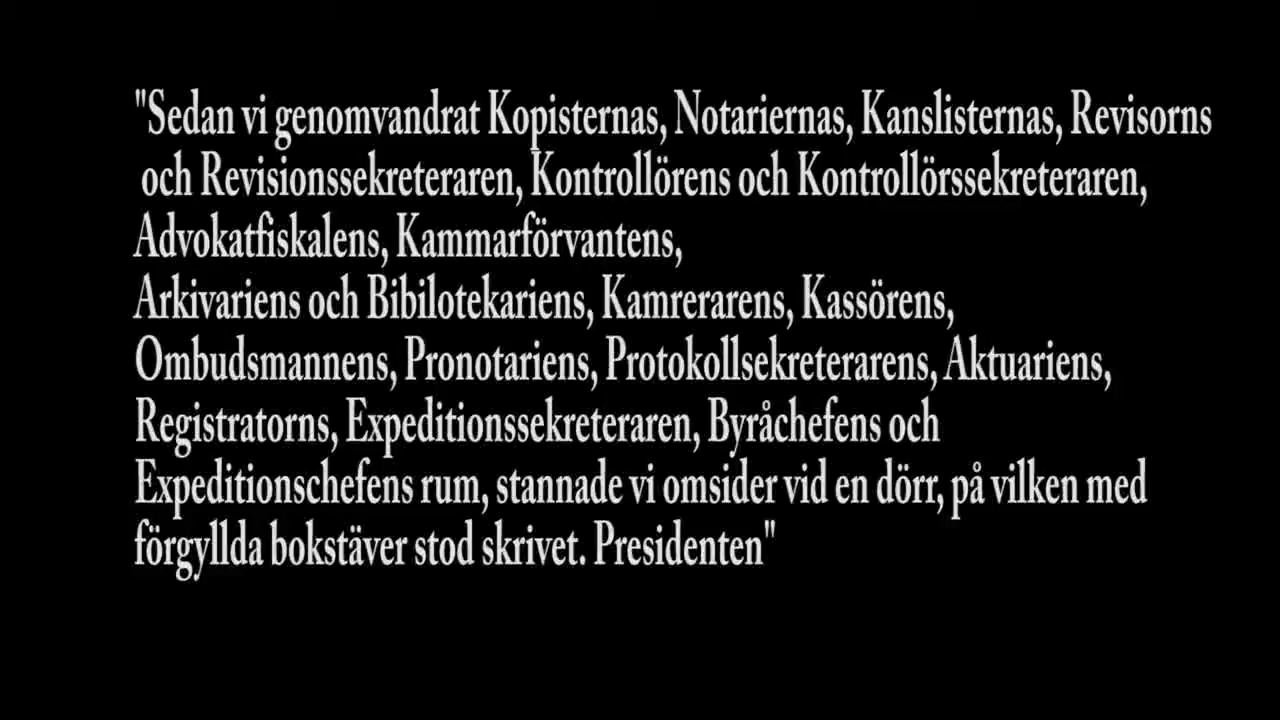 "Sedan vi genomvandrat Kopisternas, Notariernas, Kanslisternas, Revisorns
och Revisionssekreteraren, Kontrollörens och Kontrollörssekreteraren,
Advokatfiskalens, Kammarförvantens,
Arkivariens och Bibilotekariens, Kamrerarens, Kassörens,
Ombudsmannens, Pronotariens, Protokollsekreterarens, Aktuariens,
Registratorns, Expeditionssekreteraren, Byråchefens och
Expeditionschefens rum, stannade vi omsider vid en dörr, på vilken med
förgyllda bokstäver stod skrivet. Presidenten"